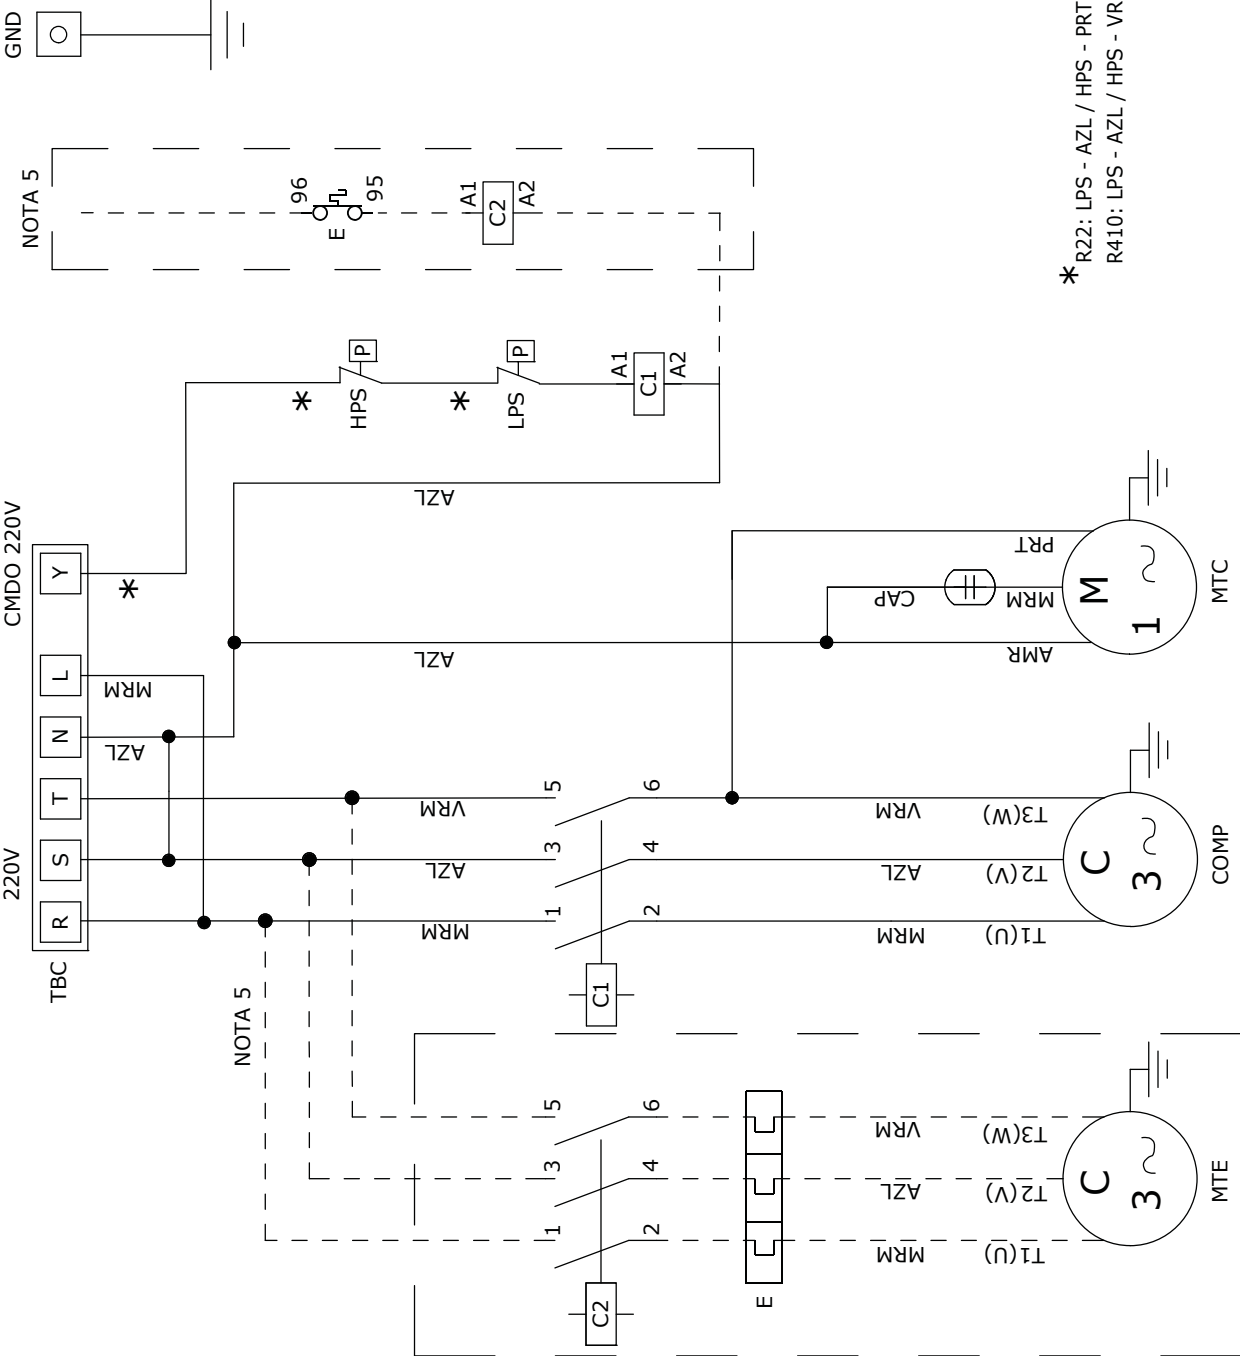 GND
NOTA 5
96
95
E
A1
C2
A2
HPS
P
LPS
P
A1
C1
A2
* R22: LPS - AZL / HPS - PRT
R410: LPS - AZL / HPS - VR
CMDO 220V
220V
TBC
R
S
T
N
L
Y
*
*
*
AZL
MRM
AZL
AZL
PRT
CAP
MRM
AMR
M
1
MTC
VRM
AZL
MRM
5
3
1
6
4
2
C1
VRM
AZL
MRM
T3(W)
T2(V)
T1(U)
C
3
COMP
NOTA 5
5
3
1
6
4
2
C2
E
VRM
AZL
MRM
T3(W)
T2(V)
T1(U)
C
3
MTE